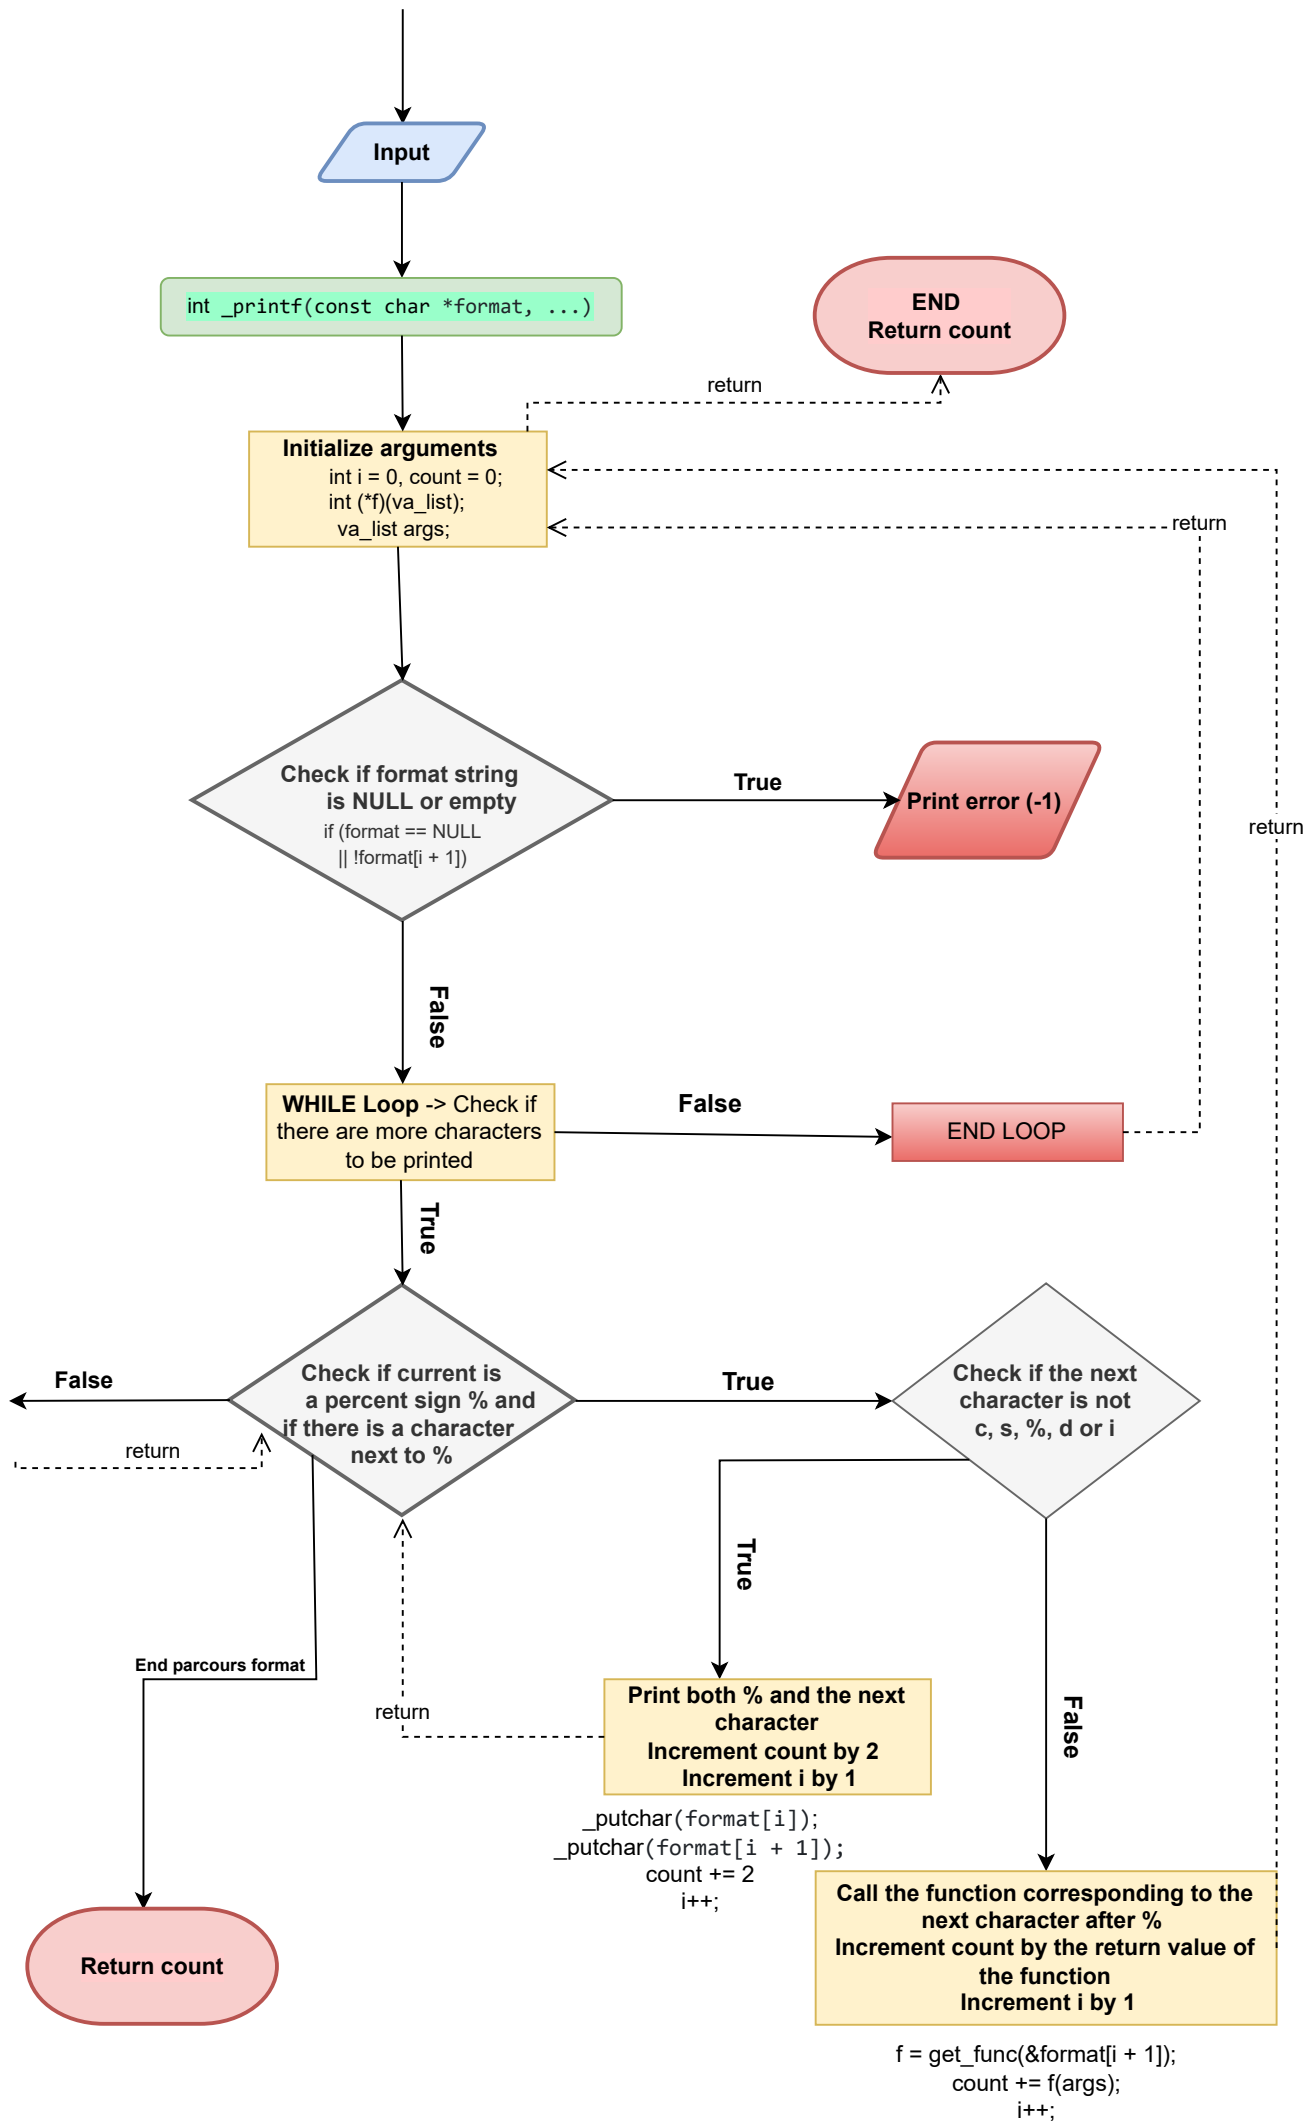 Input
int _printf(const char *format, ...)
END
Return count
return
Initialize arguments
int i = 0, count = 0;
int (*f)(va_list);
va_list args;
return
Check if format string
is NULL or empty
if (format == NULL
|| !format[i + 1])
True
Print error (-1)
return
False
WHILE Loop -> Check if
there are more characters
to be printed
False
END LOOP
True
False
Check if current is
a percent sign % and
if there is a character
next to %
True
Check if the next
character is not
c, s, %, d or i
return
True
End parcours format
return
Print both % and the next
character
Increment count by 2
Increment i by 1
False
_putchar(format[i]);
_putchar(format[i + 1]);
count += 2
i++;
Call the function corresponding to the
next character after %
Increment count by the return value of
the function
Increment i by 1
Return count
f = get_func(&format[i + 1]);
count += f(args);
i++;